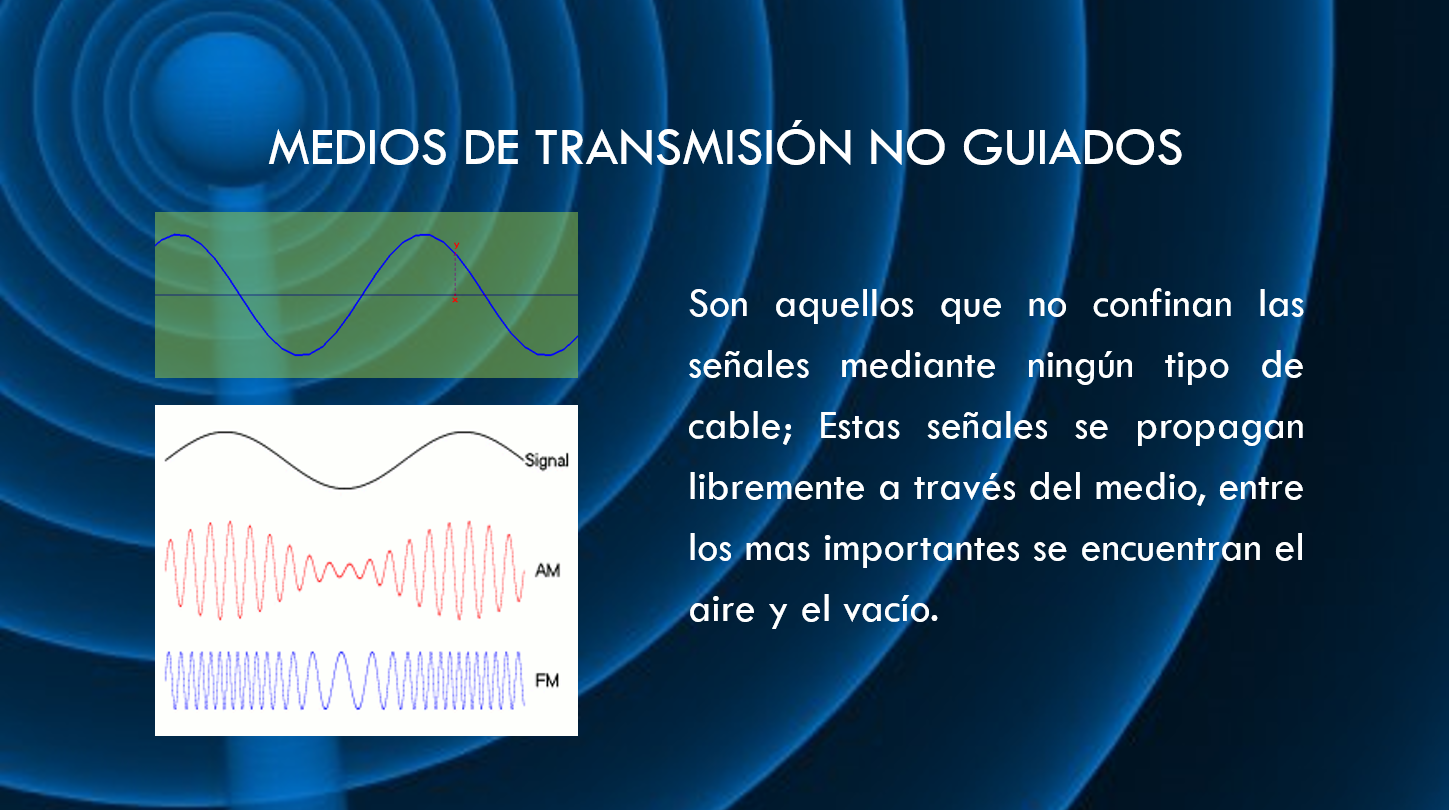 MEDIOS DE TRANSMISIÓN NO GUIADOS
y
x
Signal
AM
FM
Son aquellos que no confinan las
señales mediante ningún tipo de
cable; Estas señales se propagan
libremente a través del medio, entre
los mas importantes se encuentran el
aire y el vacío.